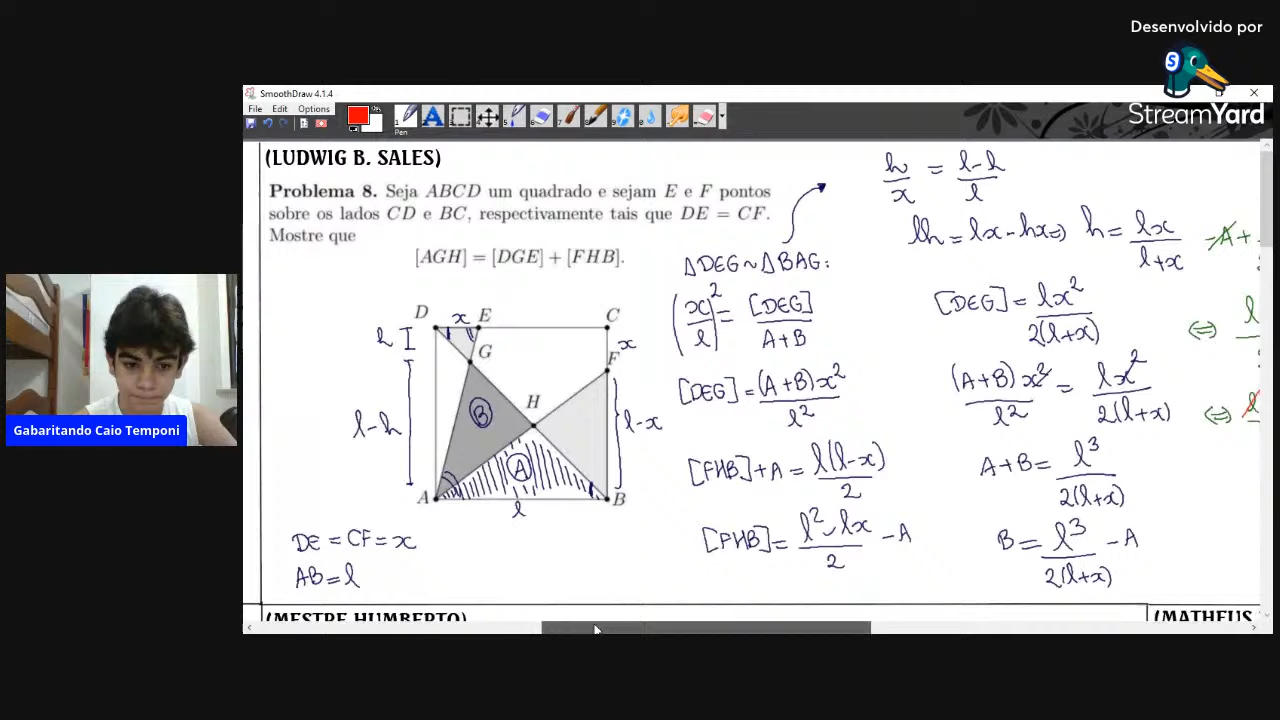 Desenvolvido por
S
StreamYard
SmoothDraw 4.1.4
File Edit Options
Pen
(LUDWIG B. SALES)
Problema 8. Seja ABCD um quadrado e sejam E e F pontos
sobre os lados CD e BC, respectivamente tais que DE = CF.
Mostre que
[AGH] = [DGE] + [FHB].
D x E C
h G x
F
H
B
l-h l-x
A
A l B
DE = CF = x
AB = l
ΔDEG ~ ΔBAG:
(x/l)² = [DEG]/(A+B)
[DEG] = (A+B)x²/l²
[FHB] + A = l(l-x)/2
[FHB] = (l²-lx)/2 - A
h/x = (l-h)/l
lh = lx - hx => h = lx/(l+x)
[DEG] = lx²/2(l+x)
(A+B)x²/l² = lx²/2(l+x)
A+B = l³/2(l+x)
B = l³/2(l+x) - A
-A +
⇔ l
⇔ l
Gabaritando Caio Temponi
(MESTRE HUMBERTO)
(MATHEUS